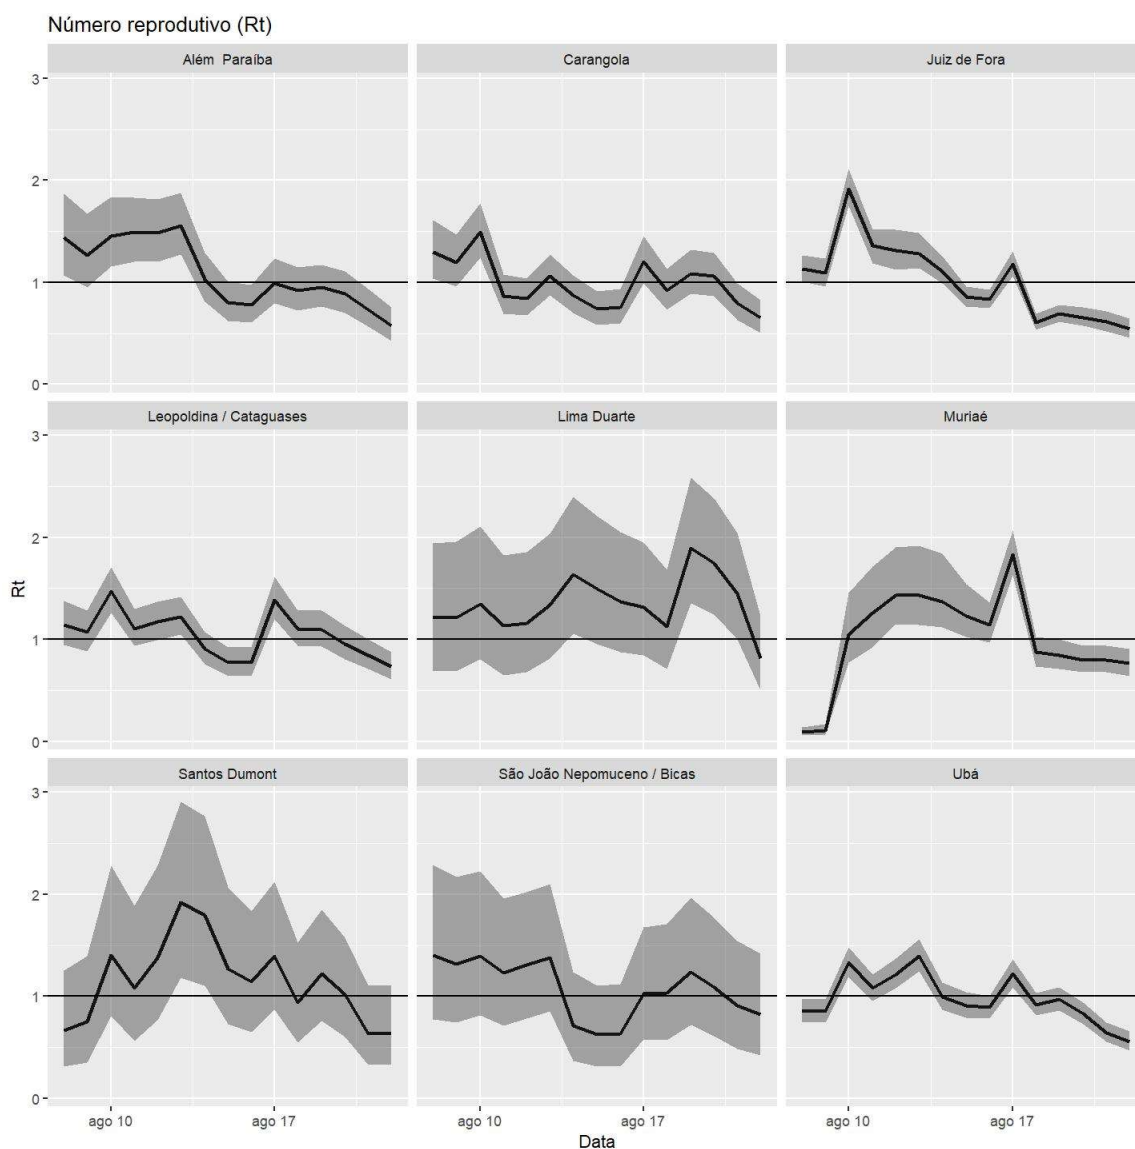 Número reprodutivo (Rt)
Além Paraíba
Carangola
Juiz de Fora
3
2
1
0
Leopoldina / Cataguases
Lima Duarte
Muriaé
3
2
1
0
Rt
Santos Dumont
São João Nepomuceno / Bicas
Ubá
3
2
1
0
ago 10
ago 17
ago 10
ago 17
ago 10
ago 17
Data